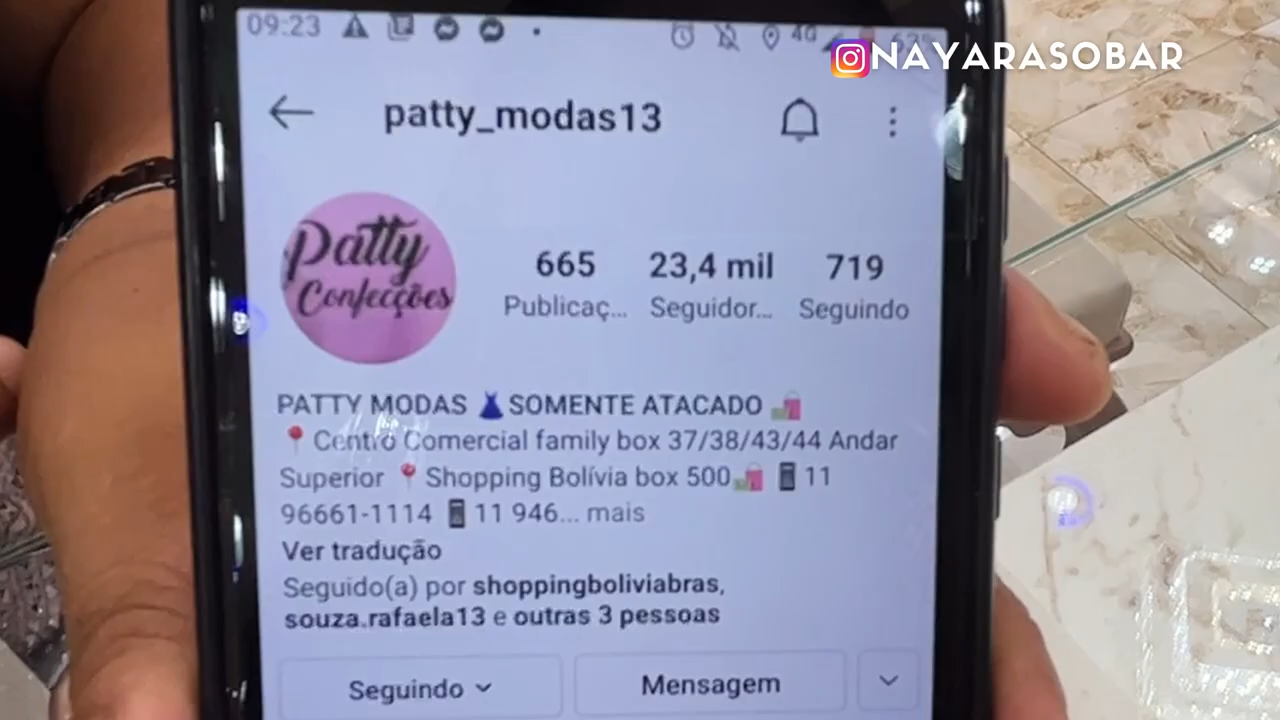 09:23
4G 63%
NAYARASOBAR
patty_modas13
Patty
Confecções
665 23,4 mil 719
Publicaç... Seguidor... Seguindo
PATTY MODAS 👗SOMENTE ATACADO 🛍️
📍 Centro Comercial family box 37/38/43/44 Andar
Superior 📍 Shopping Bolívia box 500🛍️ 📱 11
96661-1114 📱 11 946... mais
Ver tradução
Seguido(a) por shoppingboliviabras,
souza.rafaela13 e outras 3 pessoas
Seguindo
Mensagem